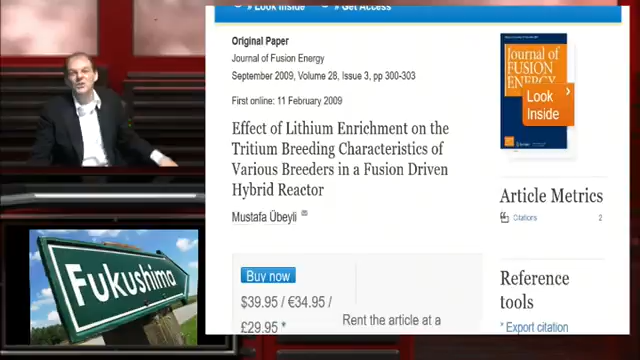 » Look Inside
» Get Access
Original Paper
Journal of Fusion Energy
September 2009, Volume 28, Issue 3, pp 300-303
First online: 11 February 2009
Effect of Lithium Enrichment on the
Tritium Breeding Characteristics of
Various Breeders in a Fusion Driven
Hybrid Reactor
Mustafa Übeyli
Buy now
$39.95 / €34.95 /
£29.95 *
Rent the article at a
Journal of
FUSION
ENERGY
Look
Inside
Article Metrics
Citations 2
Reference
tools
* Export citation
Fukushima